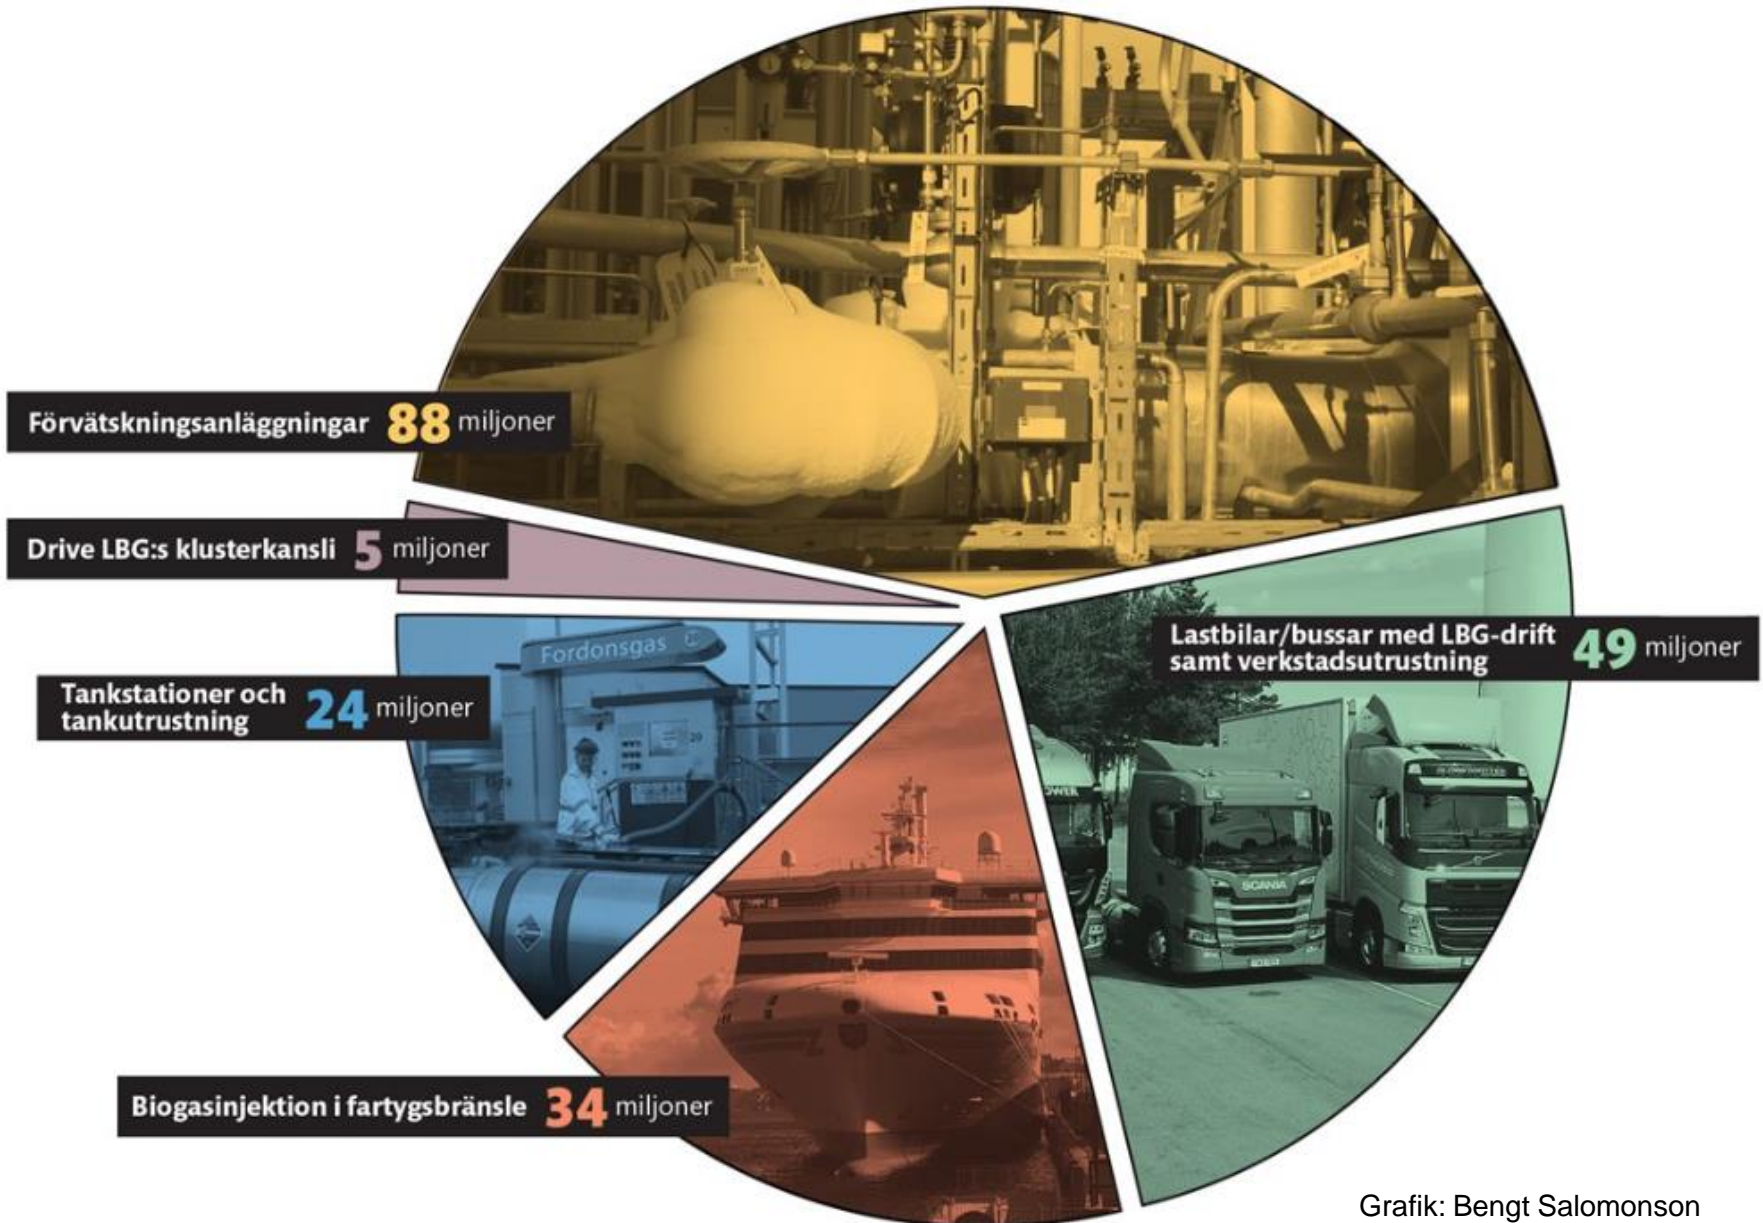 Förvätskningsanläggningar 88 miljoner
Drive LBG:s klusterkansli 5 miljoner
Lastbilar/bussar med LBG-drift
samt verkstadsutrustning 49 miljoner
Fordonsgas
Tankstationer och
tankutrustning 24 miljoner
SCANIA
Biogasinjektion i fartygsbränsle 34 miljoner
Grafik: Bengt Salomonson